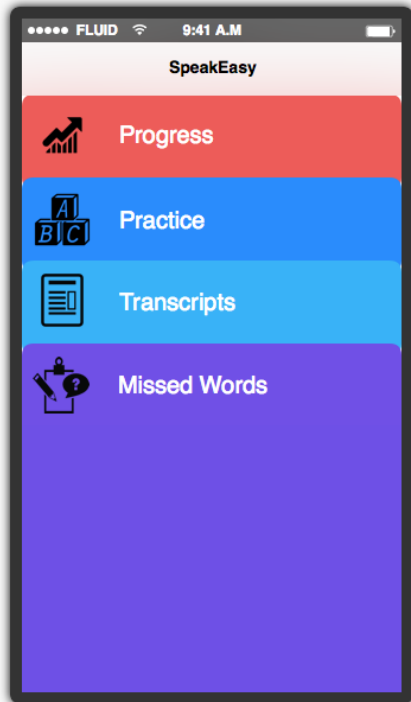 FLUID 9:41 A.M
SpeakEasy
Progress
A
B C
Practice
Transcripts
?
Missed Words